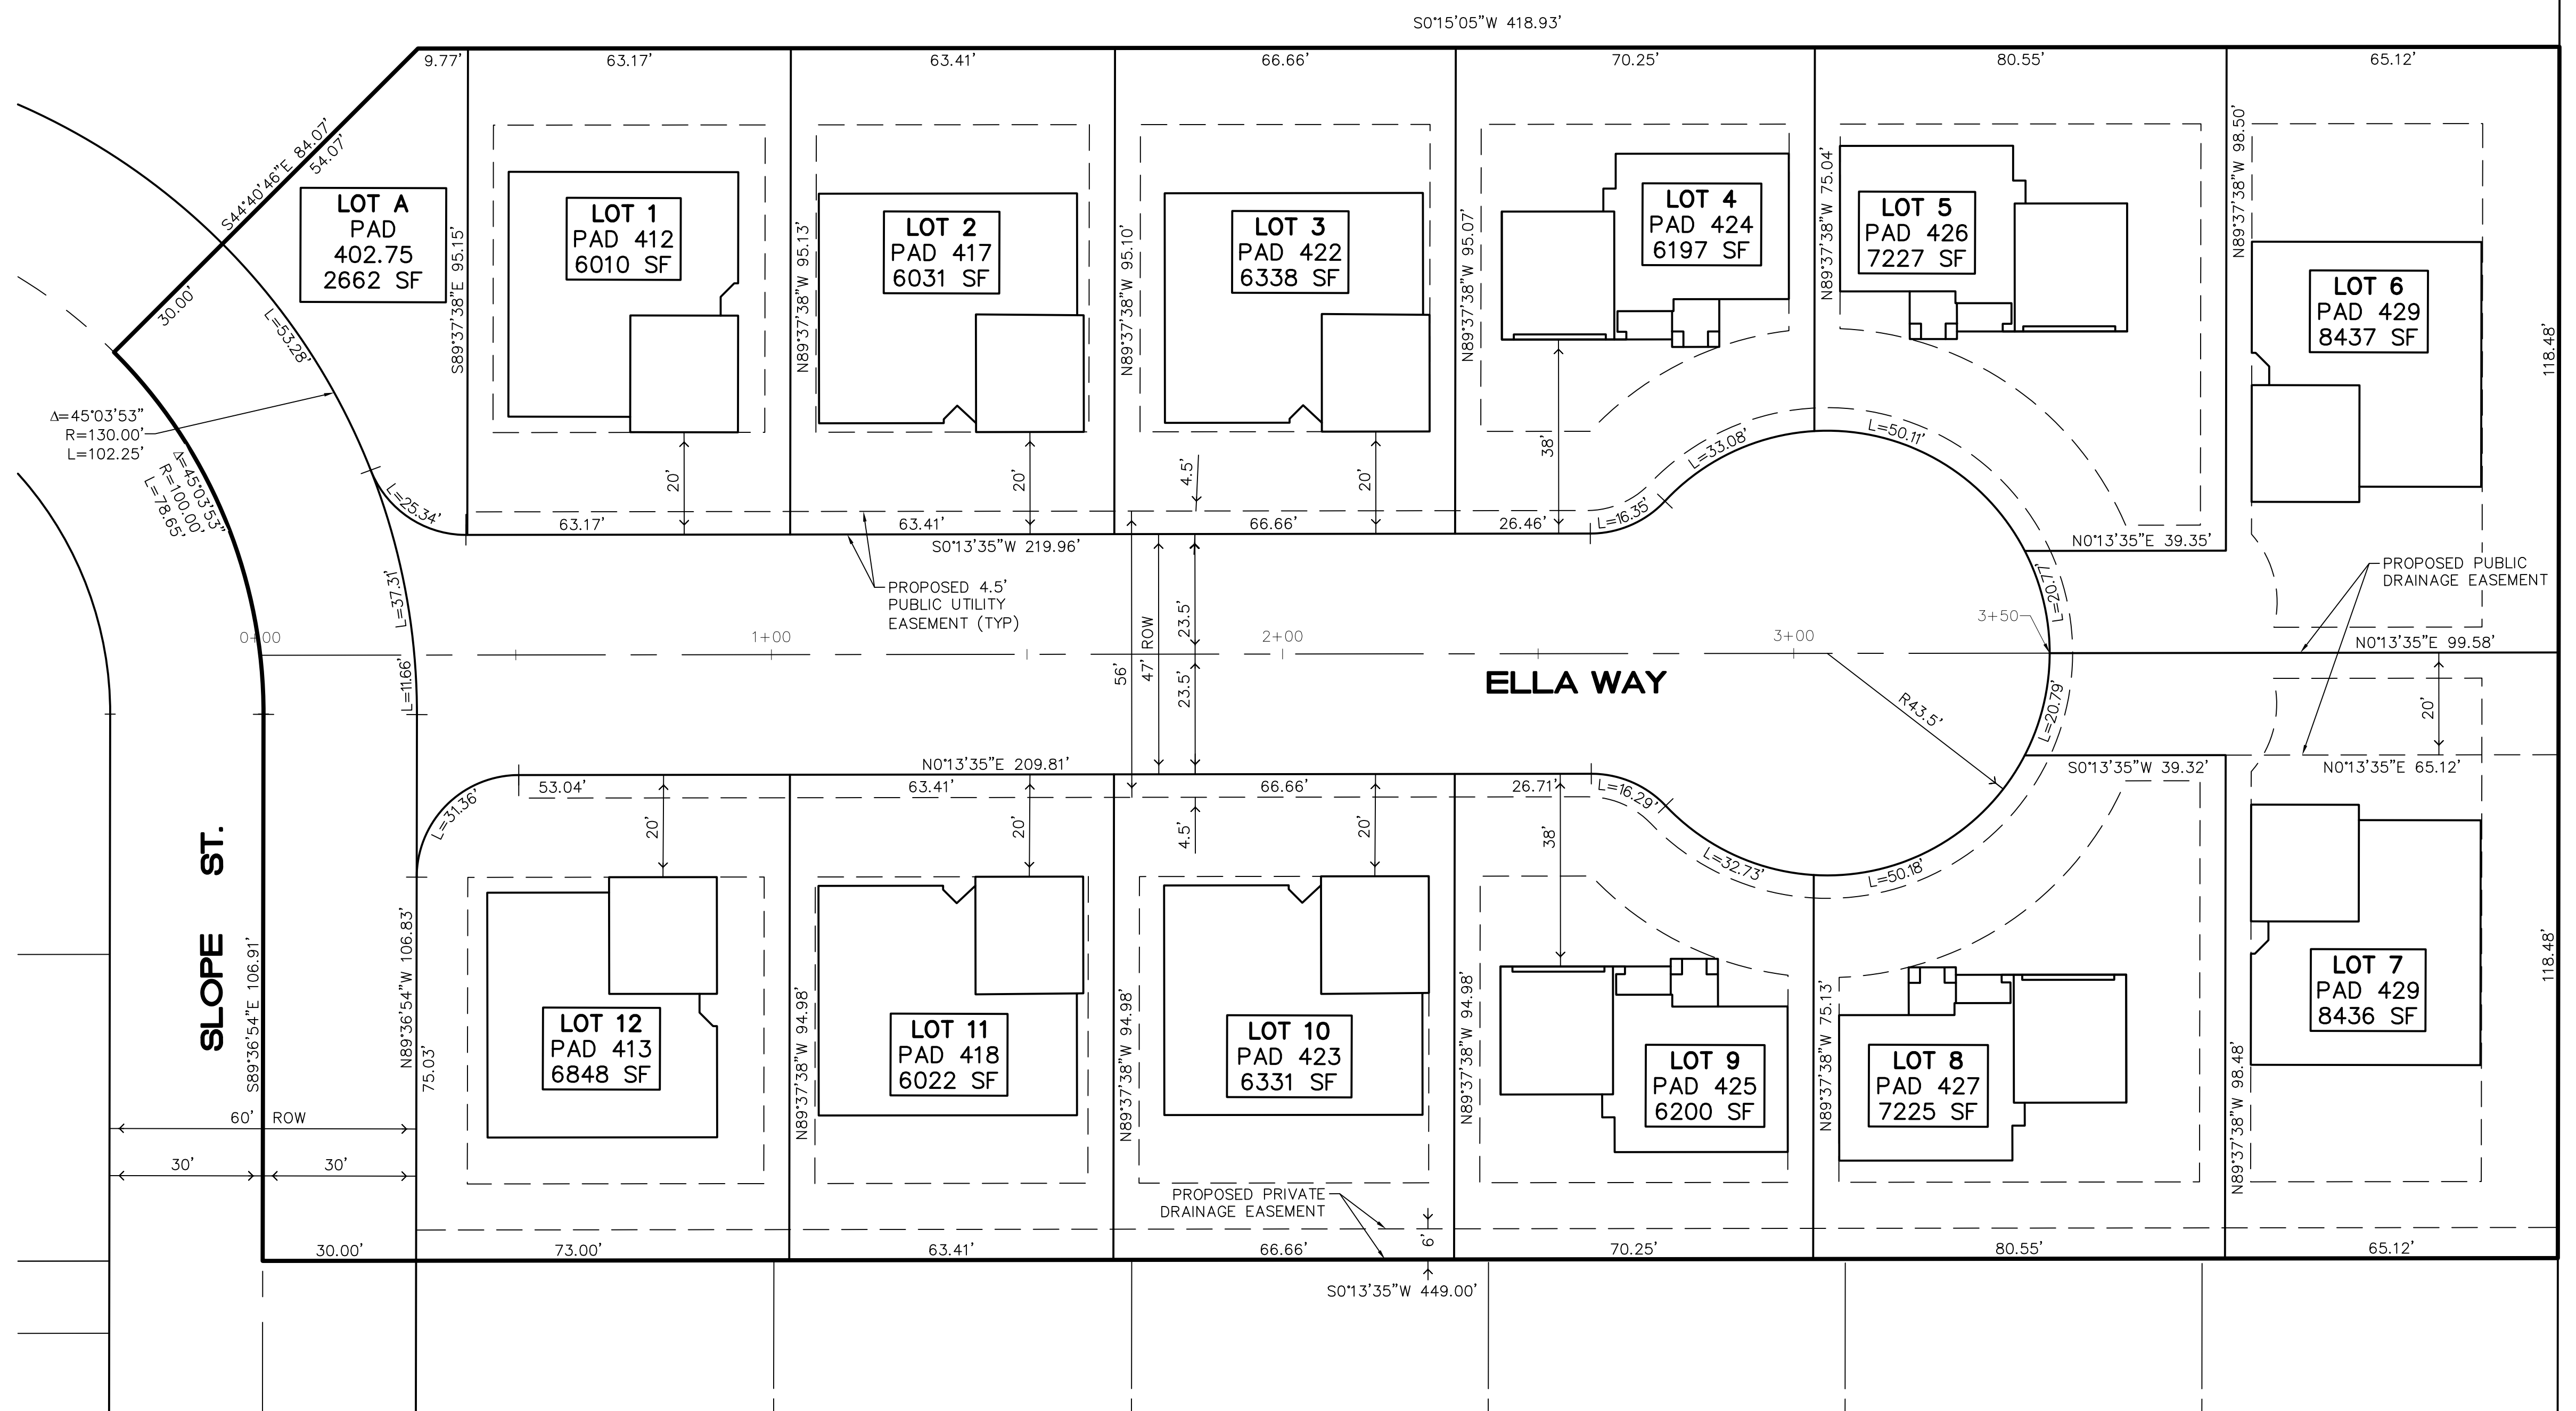 S0°15'05"W 418.93'
9.77'
63.17'
63.41'
66.66'
70.25'
80.55'
65.12'
S44°40'46"E 84.07'
54.07'
30.00'
LOT A
PAD
402.75
2662 SF
S89°37'38"E 95.15'
LOT 1
PAD 412
6010 SF
N89°37'38"W 95.13'
LOT 2
PAD 417
6031 SF
N89°37'38"W 95.10'
LOT 3
PAD 422
6338 SF
N89°37'38"W 95.07'
LOT 4
PAD 424
6197 SF
N89°37'38"W 75.04'
LOT 5
PAD 426
7227 SF
N89°37'38"W 98.50'
LOT 6
PAD 429
8437 SF
118.48'
L=53.28'
Δ=45°03'53"
R=130.00'
L=102.25'
Δ=45°03'53"
R=100.00'
L=78.65'
L=25.34'
20'
20'
4.5'
20'
38'
L=33.08'
L=50.11'
63.17'
63.41'
66.66'
26.46'
L=16.35'
S0°13'35"W 219.96'
N0°13'35"E 39.35'
PROPOSED 4.5'
PUBLIC UTILITY
EASEMENT (TYP)
PROPOSED PUBLIC
DRAINAGE EASEMENT
L=37.31'
L=20.77'
0+00
1+00
2+00
3+00
3+50
56'
47' ROW
23.5'
23.5'
N0°13'35"E 99.58'
L=11.66'
ELLA WAY
R43.5'
L=20.79'
20'
N0°13'35"E 209.81'
S0°13'35"W 39.32'
N0°13'35"E 65.12'
53.04'
63.41'
66.66'
26.71'
L=16.29'
L=31.36'
20'
20'
4.5'
20'
38'
L=32.73'
L=50.18'
SLOPE ST.
S89°36'54"E 106.91'
N89°36'54"W 106.83'
75.03'
LOT 12
PAD 413
6848 SF
N89°37'38"W 94.98'
LOT 11
PAD 418
6022 SF
N89°37'38"W 94.98'
LOT 10
PAD 423
6331 SF
N89°37'38"W 94.98'
LOT 9
PAD 425
6200 SF
N89°37'38"W 75.13'
LOT 8
PAD 427
7225 SF
N89°37'38"W 98.48'
LOT 7
PAD 429
8436 SF
118.48'
60' ROW
30'
30'
PROPOSED PRIVATE
DRAINAGE EASEMENT
6'
30.00'
73.00'
63.41'
66.66'
70.25'
80.55'
65.12'
S0°13'35"W 449.00'